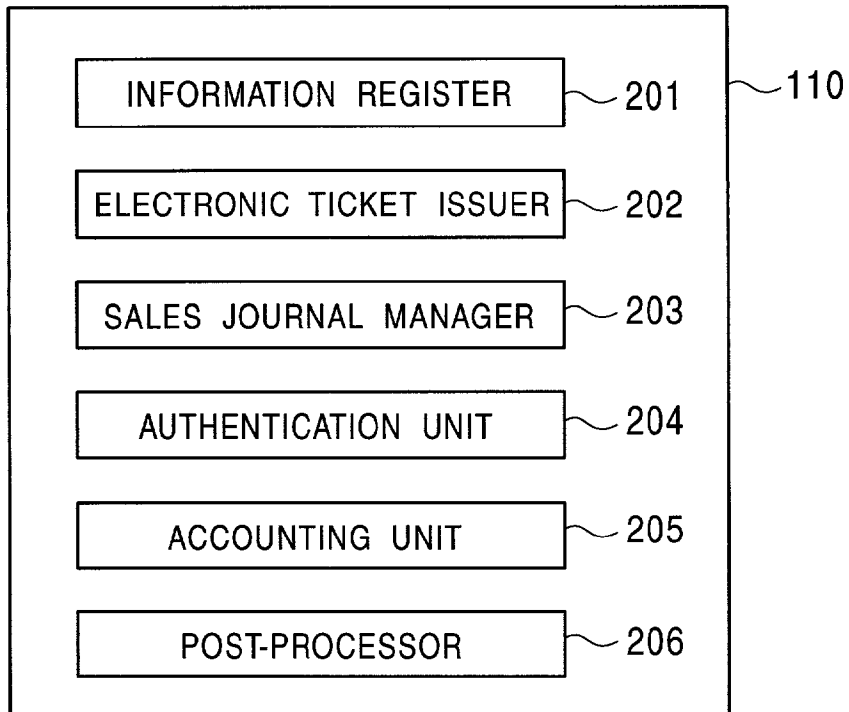 110
INFORMATION REGISTER 201
ELECTRONIC TICKET ISSUER 202
SALES JOURNAL MANAGER 203
AUTHENTICATION UNIT 204
ACCOUNTING UNIT 205
POST-PROCESSOR 206